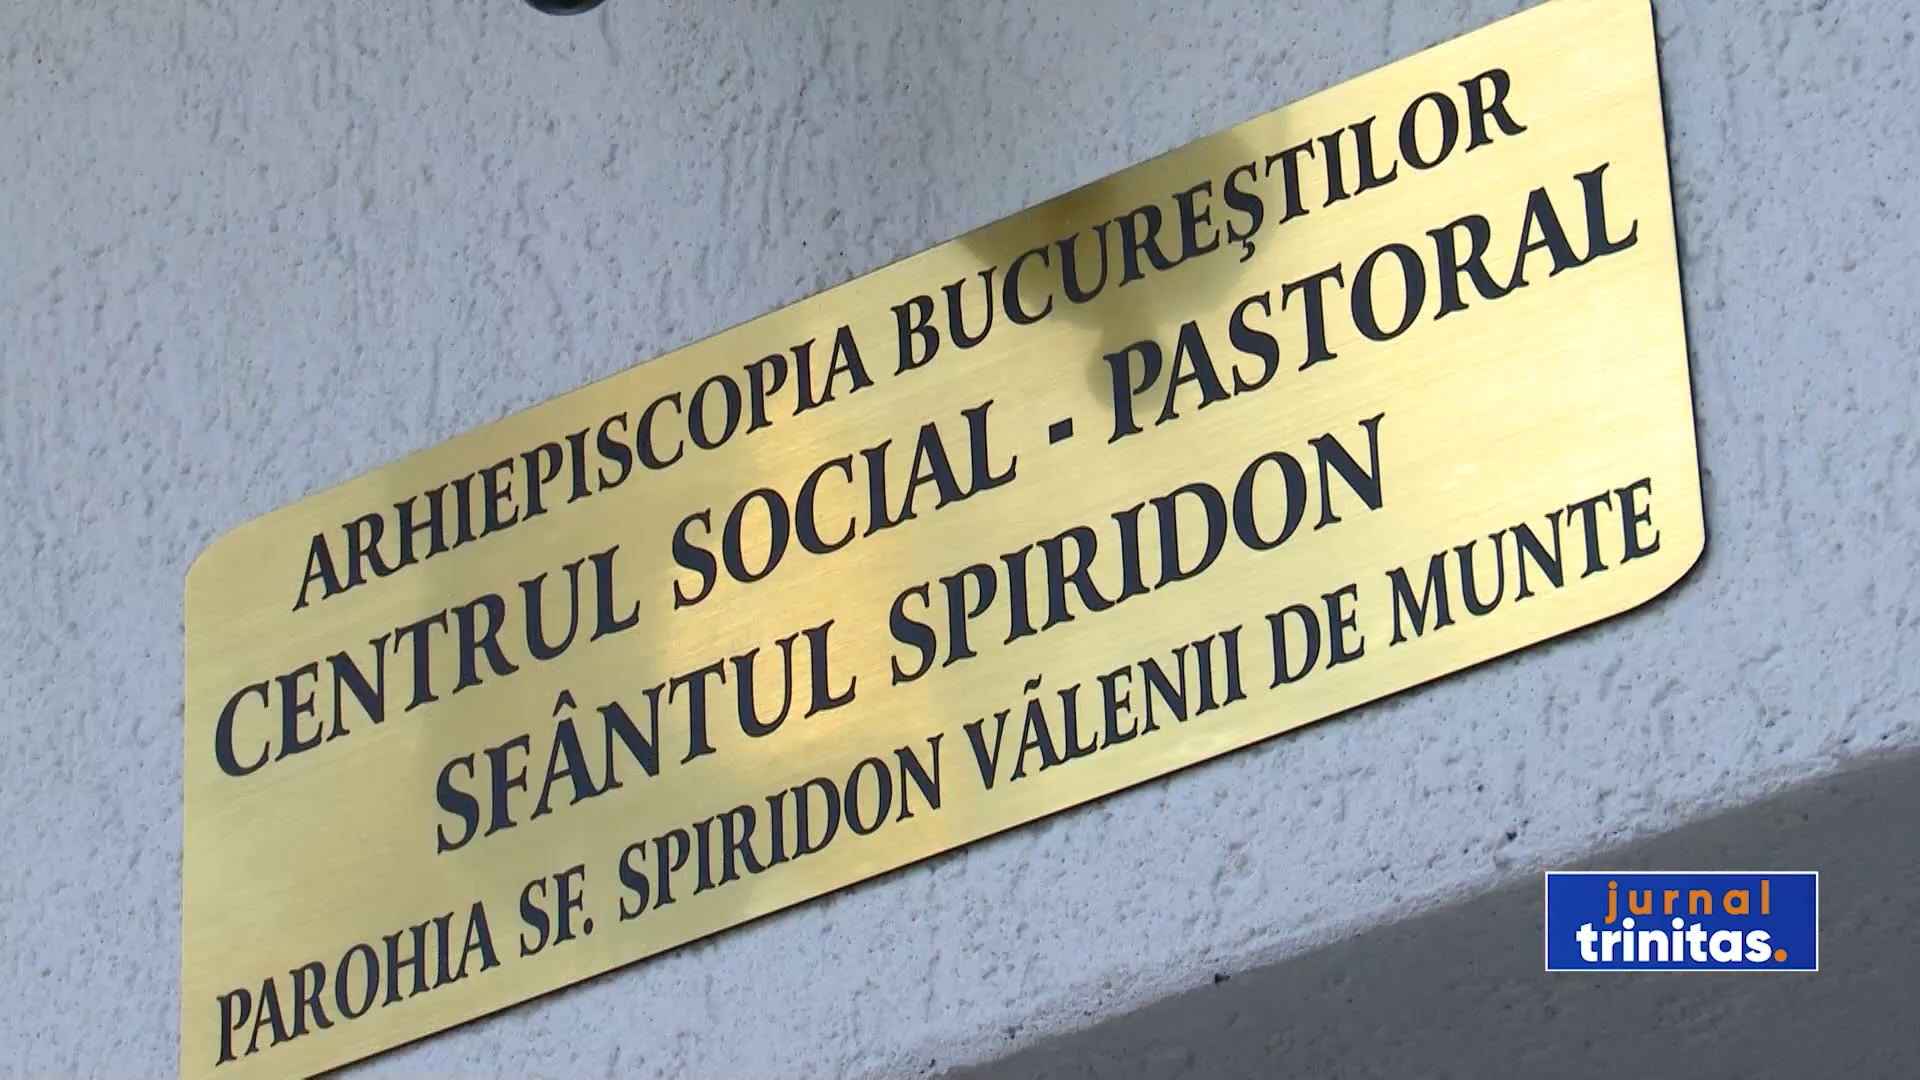 ARHIEPISCOPIA BUCUREŞTILOR
CENTRUL SOCIAL - PASTORAL
SFÂNTUL SPIRIDON
PAROHIA SF. SPIRIDON VÃLENII DE MUNTE
jurnal
trinitas.